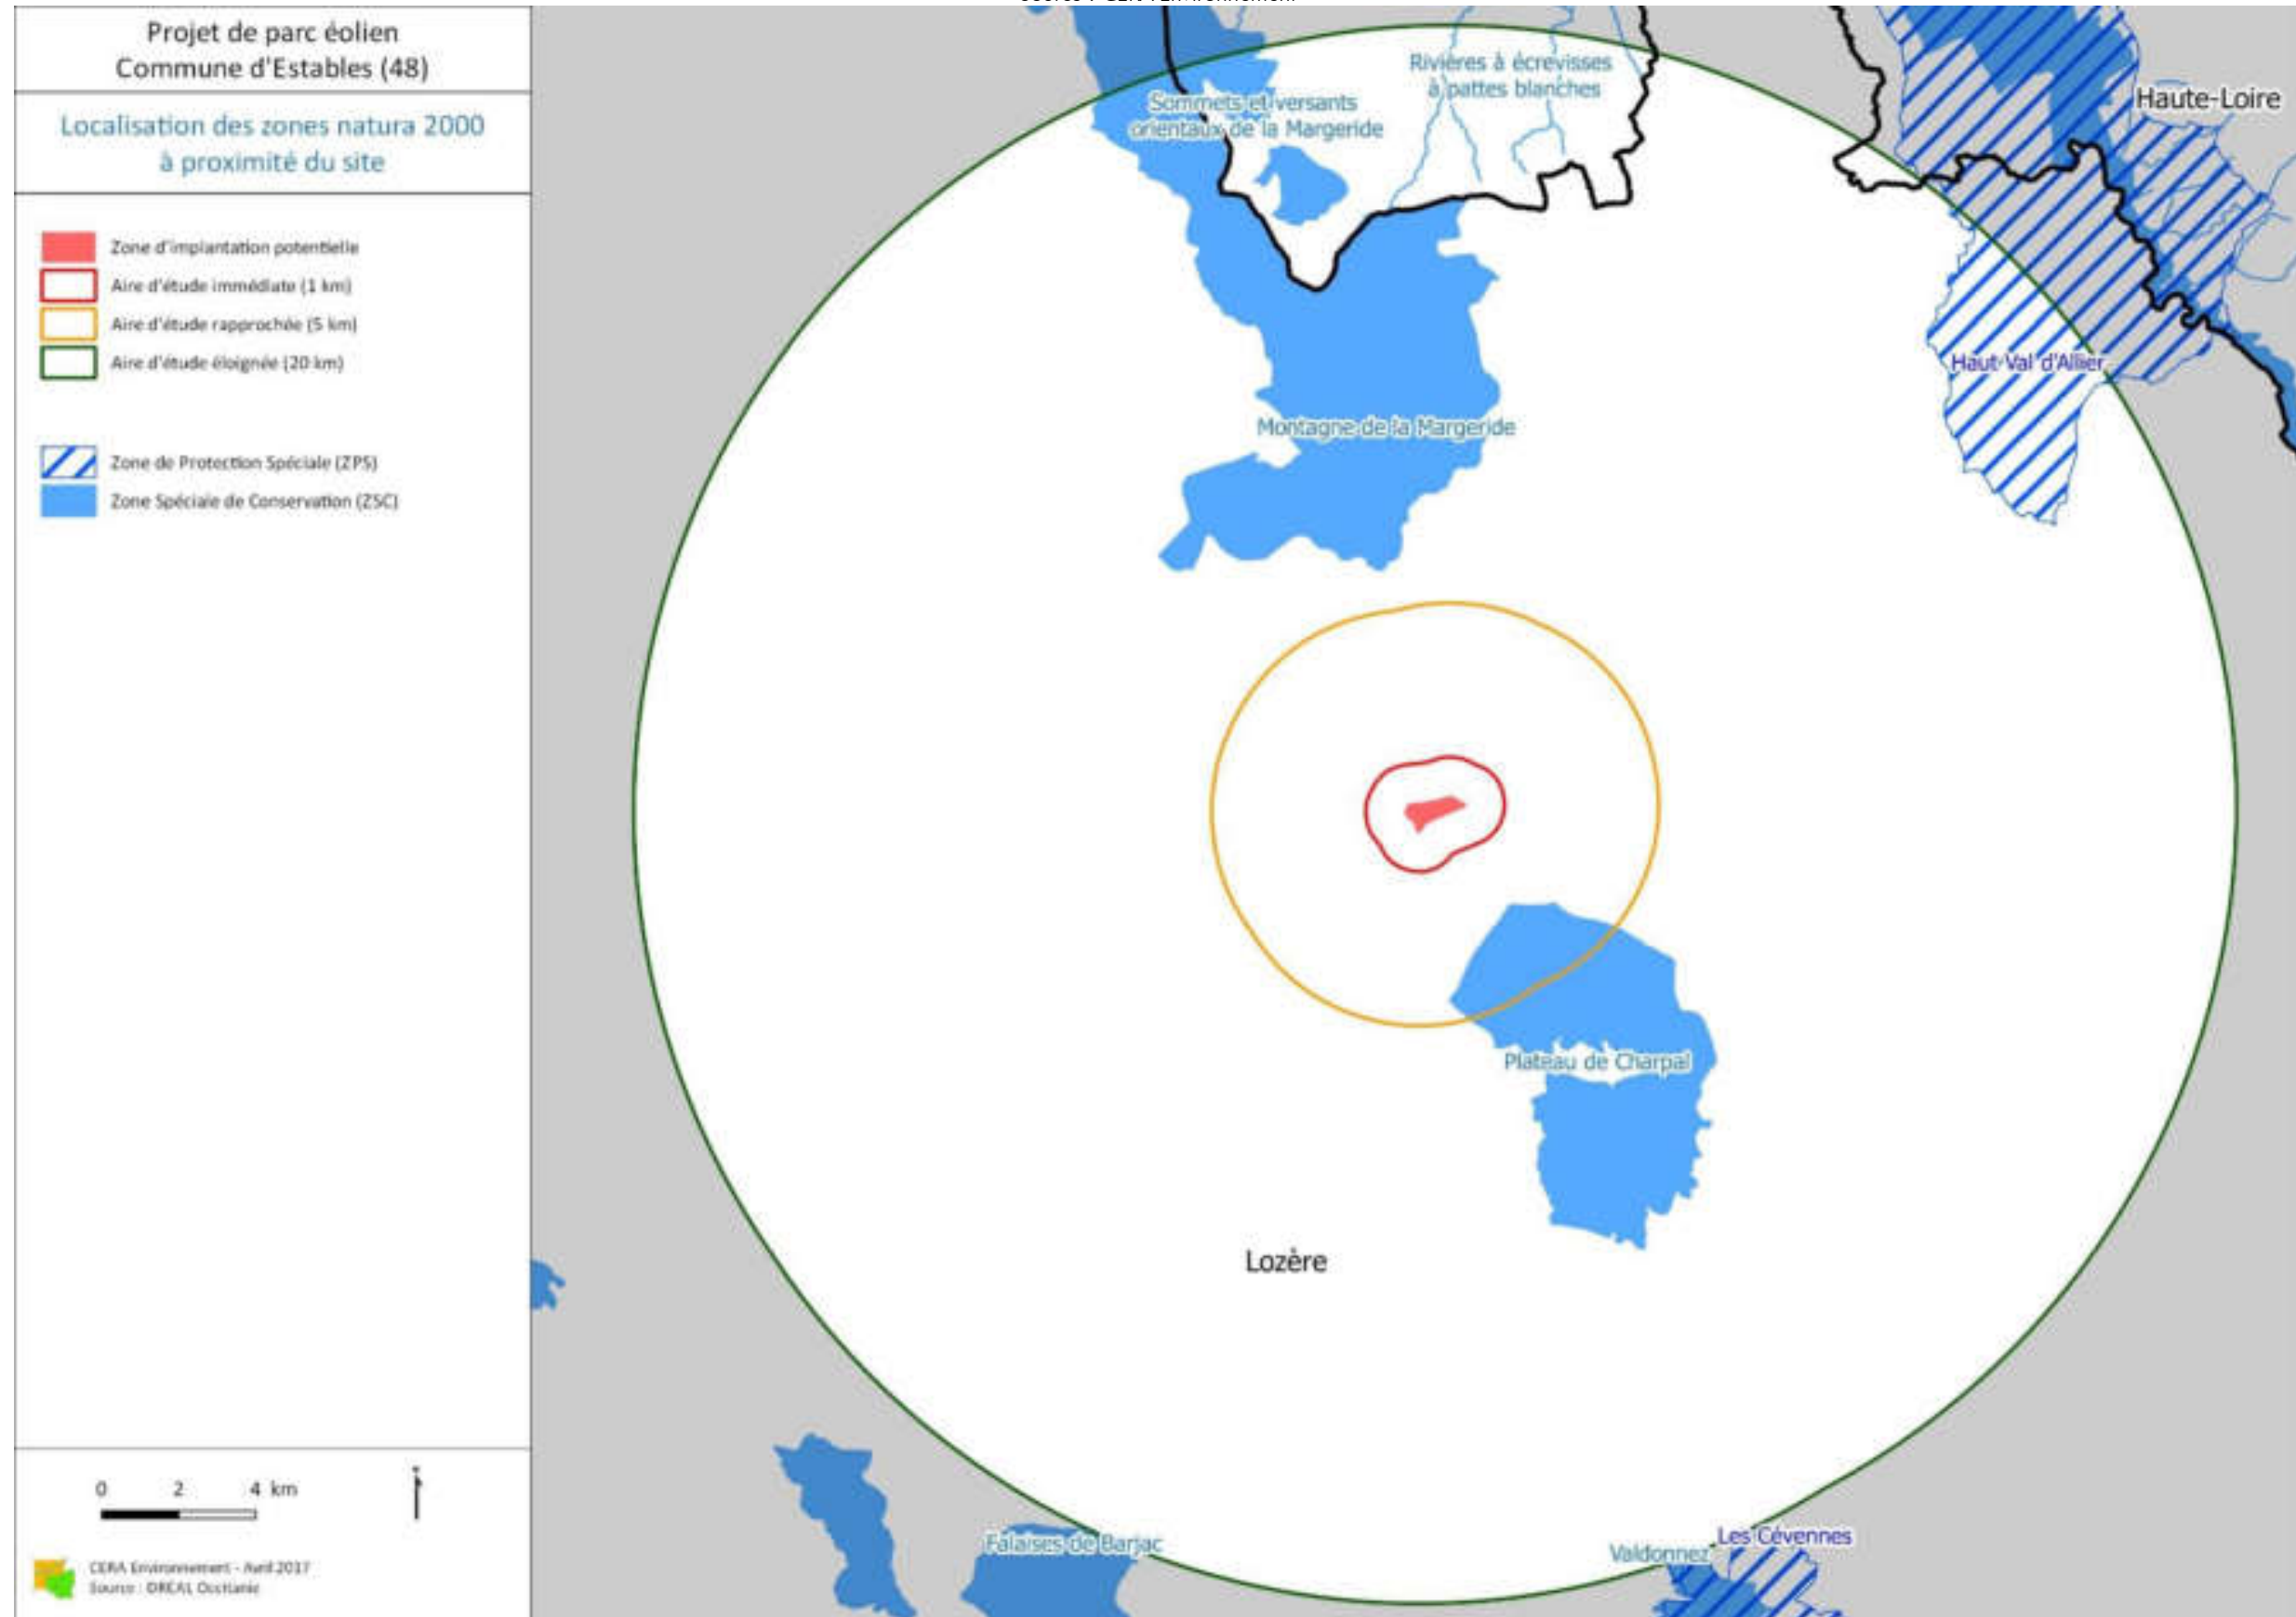 Projet de parc éolien
Commune d'Estables (48)
Localisation des zones natura 2000
à proximité du site
Zone d'implantation potentielle
Aire d'étude immédiate (1 km)
Aire d'étude rapprochée (5 km)
Aire d'étude éloignée (20 km)
Zone de Protection Spéciale (ZPS)
Zone Spéciale de Conservation (ZSC)
0 2 4 km
CERA Environnement - Avril 2017
Source : DREAL Occitanie
Rivières à écrevisses
à pattes blanches
Sommets et versants
orientaux de la Margeride
Haute-Loire
Haut Val d'Allier
Montagne de la Margeride
Plateau de Charpal
Lozère
Falaises de Barjac
Valdonnez
Les Cévennes